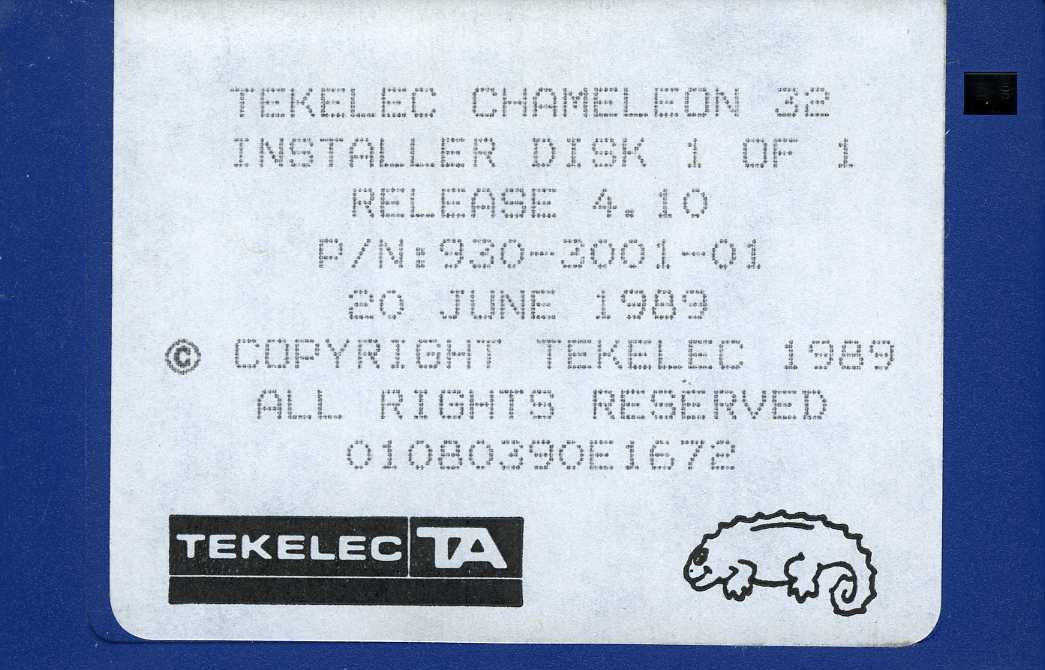 TEKELEC CHAMELEON 32
INSTALLER DISK 1 OF 1
RELEASE 4.10
P/N:930-3001-01
20 JUNE 1989
© COPYRIGHT TEKELEC 1989
ALL RIGHTS RESERVED
01080390E1672
TEKELEC TA